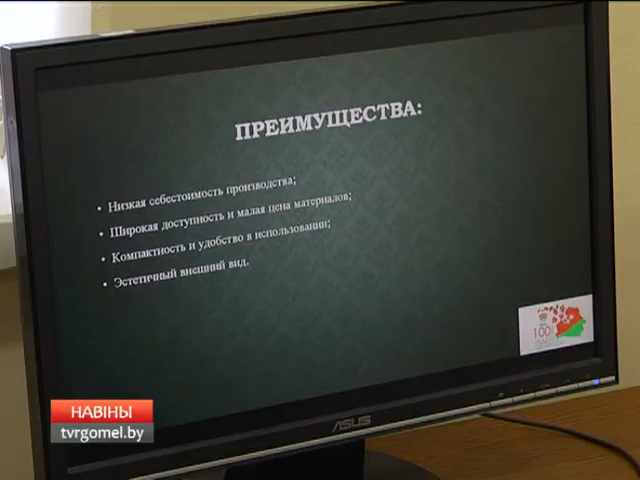 ПРЕИМУЩЕСТВА:
• Низкая себестоимость производства;
• Широкая доступность и малая цена материалов;
• Компактность и удобство в использовании;
• Эстетичный внешний вид.
100
ASUS
НАВІНЫ
tvrgomel.by